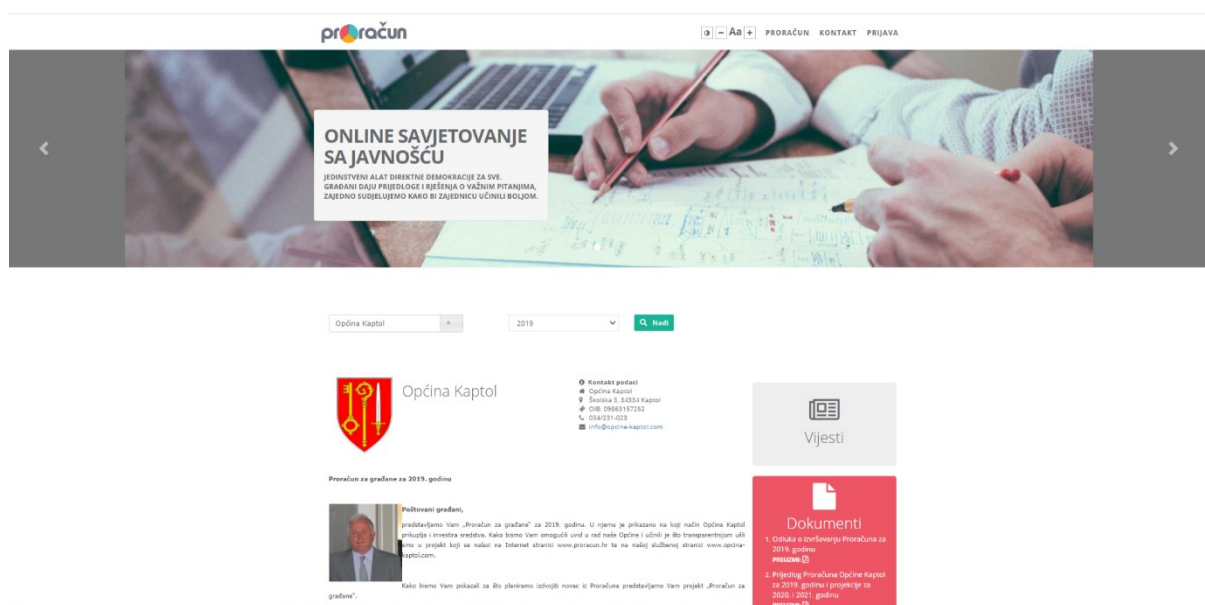 proračun
Aa
PRORAČUN KONTAKT PRIJAVA
ONLINE SAVJETOVANJE
SA JAVNOŠĆU
JEDINSTVENI ALAT DIREKTNE DEMOKRACIJE ZA SVE.
GRAĐANI DAJU PRIJEDLOGE I RJEŠENJA O VAŽNIM PITANJIMA,
ZAJEDNO SUDJELUJEMO KAKO BI ZAJEDNICU UČINILI BOLJOM.
Općina Kaptol
2019
Nađi
Općina Kaptol
Kontakt podaci
Općina Kaptol
Školska 3, 34334 Kaptol
OIB: 09863157252
034/231-023
info@opcina-kaptol.com
Vijesti
Proračun za građane za 2019. godinu
Poštovani građani,
predstavljamo Vam „Proračun za građane“ za 2019. godinu. U njemu je prikazano na koji način Općina Kaptol
prikuplja i investira sredstva. Kako bismo Vam omogućili uvid u rad naše Općine i učinili je što transparentnijom ušli
smo u projekt koji se nalazi na Internet stranici www.proracun.hr te na našoj službenoj stranici www.opcina-
kaptol.com.
Kako bismo Vam pokazali za što planiramo izdvojiti novac iz Proračuna predstavljamo Vam projekt „Proračun za
građane“.
Dokumenti
1. Odluka o izvršavanju Proračuna za
2019. godinu
PREUZMI:
2. Prijedlog Proračuna Općine Kaptol
za 2019. godinu i projekcije za
2020. i 2021. godinu
PREUZMI: